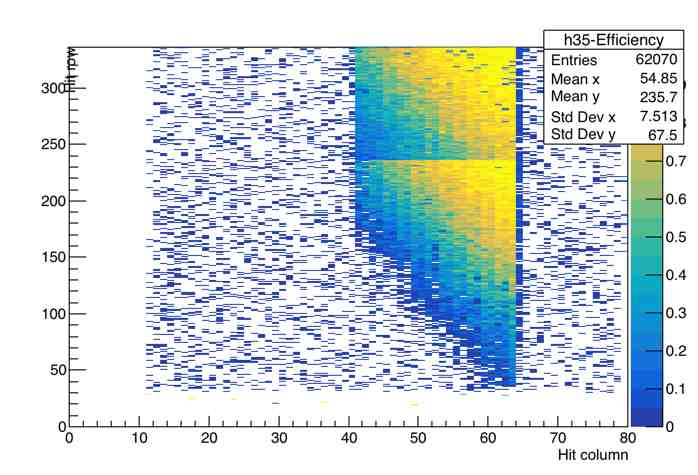 h35-Efficiency
Entries 62070
Mean x 54.85
Mean y 235.7
Std Dev x 7.513
Std Dev y 67.5
300
250
200
150
100
50
0
0.7
0.6
0.5
0.4
0.3
0.2
0.1
0
0 10 20 30 40 50 60 70 80
Hit column